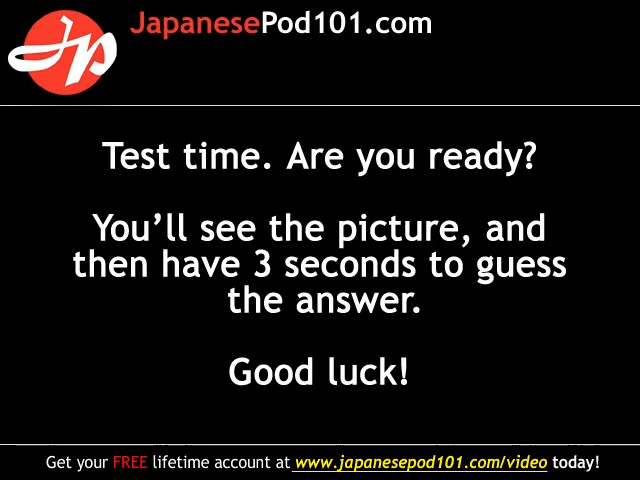 JapanesePod101.com
Test time. Are you ready?
You'll see the picture, and
then have 3 seconds to guess
the answer.
Good luck!
Get your FREE lifetime account at www.japanesepod101.com/video today!